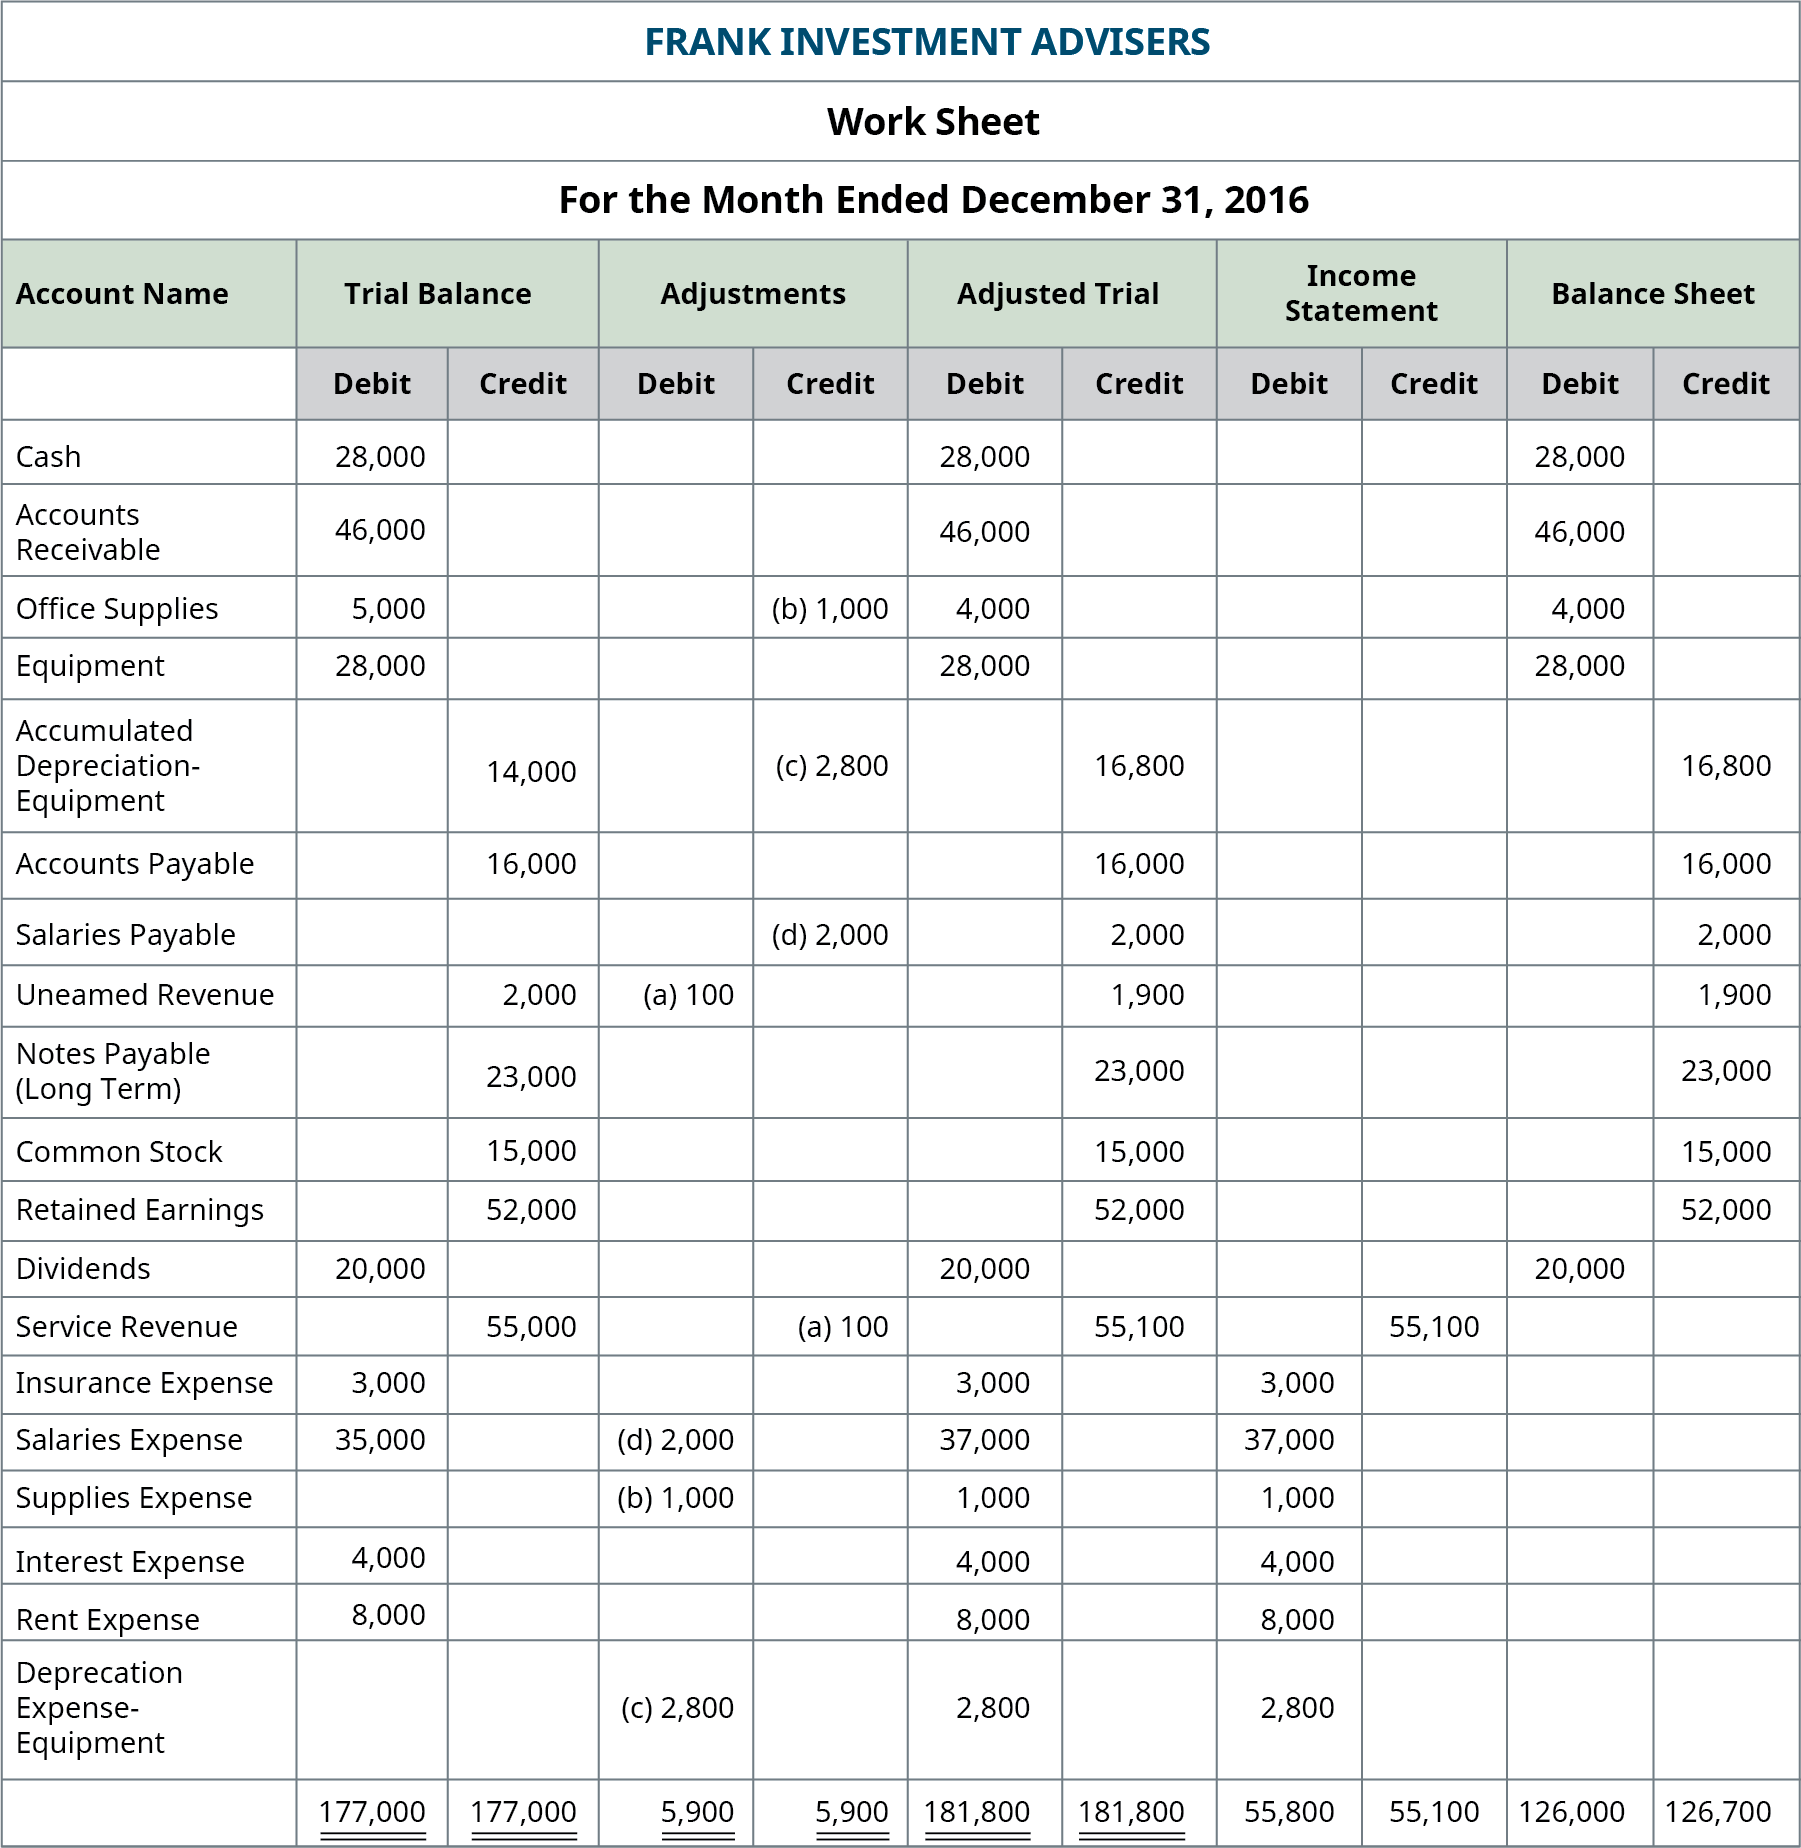 FRANK INVESTMENT ADVISERS
Work Sheet
For the Month Ended December 31, 2016
Account Name Trial Balance Adjustments Adjusted Trial Income Statement Balance Sheet
Debit Credit Debit Credit Debit Credit Debit Credit Debit Credit
Cash 28,000 28,000 28,000
Accounts Receivable 46,000 46,000 46,000
Office Supplies 5,000 (b) 1,000 4,000 4,000
Equipment 28,000 28,000 28,000
Accumulated Depreciation- Equipment 14,000 (c) 2,800 16,800 16,800
Accounts Payable 16,000 16,000 16,000
Salaries Payable (d) 2,000 2,000 2,000
Uneamed Revenue 2,000 (a) 100 1,900 1,900
Notes Payable (Long Term) 23,000 23,000 23,000
Common Stock 15,000 15,000 15,000
Retained Earnings 52,000 52,000 52,000
Dividends 20,000 20,000 20,000
Service Revenue 55,000 (a) 100 55,100 55,100
Insurance Expense 3,000 3,000 3,000
Salaries Expense 35,000 (d) 2,000 37,000 37,000
Supplies Expense (b) 1,000 1,000 1,000
Interest Expense 4,000 4,000 4,000
Rent Expense 8,000 8,000 8,000
Deprecation Expense- Equipment (c) 2,800 2,800 2,800
177,000 177,000 5,900 5,900 181,800 181,800 55,800 55,100 126,000 126,700